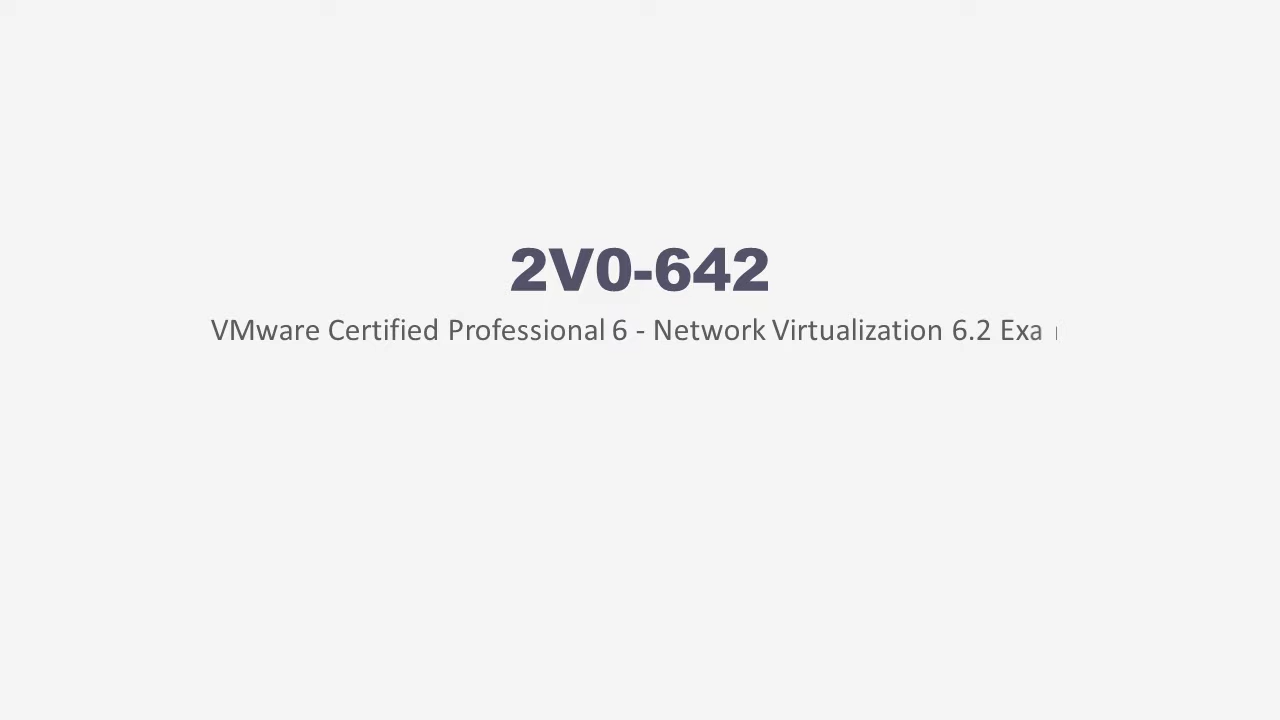 2V0-642
VMware Certified Professional 6 - Network Virtualization 6.2 Exa